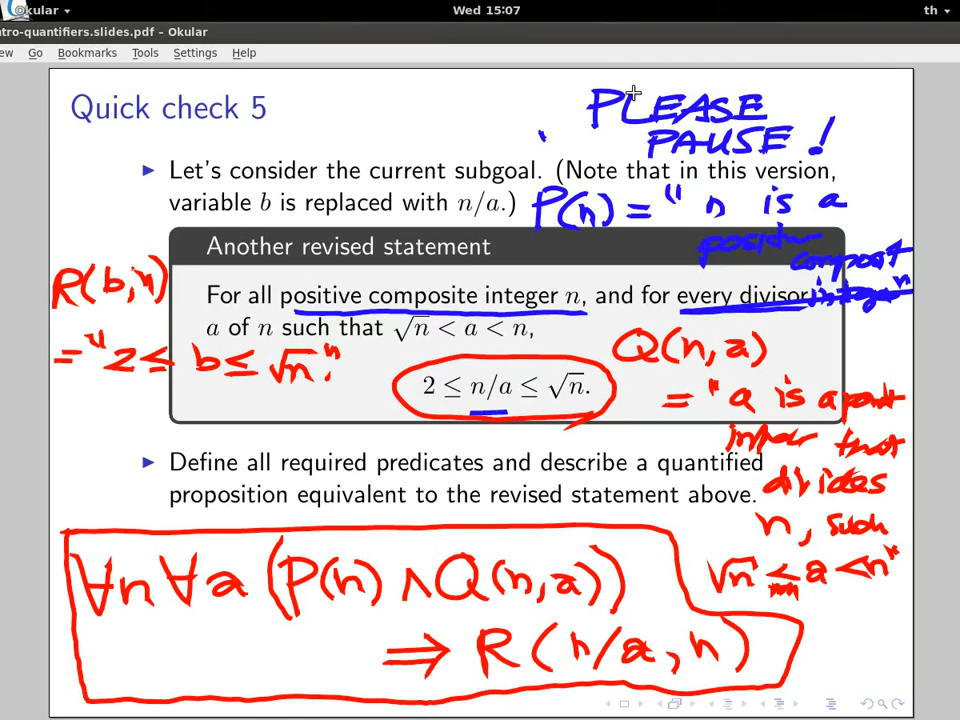 Okular
Wed 15:07
th
ntro-quantifiers.slides.pdf – Okular
ew Go Bookmarks Tools Settings Help
Quick check 5
PLEASE
PAUSE !
Let's consider the current subgoal. (Note that in this version,
variable b is replaced with n/a.)
P(n) = "n is a
composit
integer"
Another revised statement
For all positive composite integer n, and for every divisor
a of n such that √n < a < n,
2 ≤ n/a ≤ √n.
R(b,n)
= "2 ≤ b ≤ √n."
Q(n,a)
= "a is a
that
divides
n, such
√n ≤ a < n"
Define all required predicates and describe a quantified
proposition equivalent to the revised statement above.
∀n ∀a (P(n) ∧ Q(n,a))
⇒ R(n/a, n)